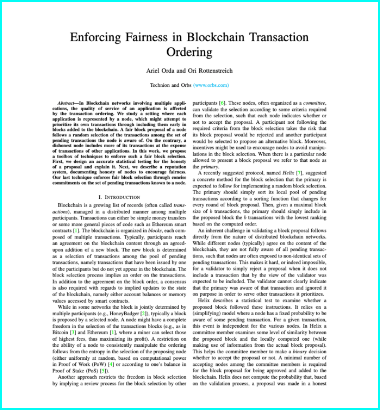 Enforcing Fairness in Blockchain Transaction
Ordering
Ariel Orda and Ori Rottenstreich
Technion and Orbs (www.orbs.com)
Abstract—In Blockchain networks involving multiple appli-
cations, the quality of service of an application is affected
by the transaction ordering. We study a setting where each
application is represented by a node, which might attempt to
prioritize its own transactions through including them early in
blocks added to the blockchain. A fair block proposal of a node
follows a random selection of the transactions among the set of
pending transactions the node is aware of. On the contrary, a
dishonest node includes more of its transactions at the expense
of transactions of other applications. In this work, we propose
a toolbox of techniques to enforce such a fair block selection.
First, we design an accurate statistical testing for the honesty
of a proposal and explain it. Next, we describe a reputation
system, documenting honesty of nodes to encourage fairness.
Our last technique enforces fair block selection through smoke
commitments on the set of pending transactions known to a node.
I. INTRODUCTION
Blockchain is a growing list of records (often called trans-
actions), managed in a distributed manner among multiple
participants. Transactions can either be simple money transfers
or some more general pieces of code such as Ethereum smart
contracts [1]. The blockchain is organized in blocks, each com-
posed of multiple transactions. Typically, participants reach
an agreement on the blockchain content through an agree-
upon addition of a new block. The new block is determined
as a selection of transactions among the pool of pending
transactions, namely transactions that have been issued by one
of the participants but do not yet appear in the blockchain. The
block selection process implies an order on the transactions.
In addition to the agreement on the block order, a consensus
is also required with regard to implied updates to the state
of the blockchain, namely either account balances or memory
values accessed by smart contracts.
While in some networks the block is jointly determined by
multiple participants (e.g., HoneyBadger [2]), typically a block
is proposed by a selected node. A node might have a complete
freedom in the selection of the transactions blocks (e.g., as in
Bitcoin [3] and Ethereum [1], where a minor can select those
of highest fees, thus maximizing its profit). A restriction on
the ability of a node to consistently manipulate the ordering
follows from the entropy in the selection of the proposing node
(either arbitrarily at random, based on computational power
in Proof of Work (PoW) [4] or according to one's balance in
Proof of Stake (PoS) [5]).
Another approach restricts the freedom in block selection
by implying a review process for the block selection by other
participants [6]. These nodes, often organized as a committee,
can validate the selection according to some criteria required
from the selection, such that each node indicates whether or
not to accept the proposal. A participant not following the
required criteria from the block selection takes the risk that
its block proposal would be rejected and another participant
would be selected to propose an alternative block. Moreover,
incentives might be used to encourage nodes to avoid manipu-
lations in the block selection. When there is a particular node
allowed to present a block proposal we refer to that node as
the primary.
A recently suggested protocol, named Helix [7], suggested
a concrete method for the block selection that the primary is
expected to follow for implementing a random block selection.
The primary should simply sort its local pool of pending
transactions according to a sorting function that changes for
every round of block proposal. Then, given a maximal block
size of k transactions, the primary should simply include in
the proposed block the k transactions with the lowest ranking
based on the computed order.
An inherent challenge in validating a block proposal follows
directly from the nature of distributed blockchain networks.
While different nodes (typically) agree on the content of the
blockchain, they are not fully aware of all pending transac-
tions, such that nodes are often exposed to non-identical sets of
pending transaction. This makes it hard, or indeed impossible,
for a validator to simply reject a proposal when it does not
include a transaction that by the view of the validator was
expected to be included. The validator cannot clearly indicate
that the primary was aware of that transaction and ignored it
on purpose in order to serve other transactions it prioritizes.
Helix describes a statistical test to examine whether a
proposed block followed these instructions. It relies on a
(simplifying) model where a node has a fixed probability to be
aware of some pending transaction. For a given transaction,
this event is independent for the various nodes. In Helix a
committee member examines some level of similarity between
the proposed block and the locally computed one (while
making use of information from the actual block proposal).
This helps the committee member to make a binary decision
whether to accept the proposal or not. A minimal number of
accepting nodes among the committee members is required
for the block proposal for being approved and added to the
blockchain. Helix does not compute the probability that, based
on the validation process, a proposal was made in a honest